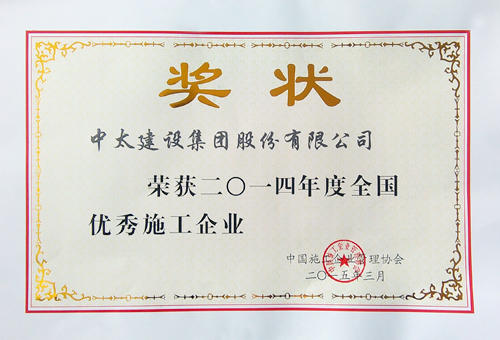 奖状
中太建设集团股份有限公司
荣获二〇一四年度全国
优秀施工企业
中国施工企业管理协会
二〇一五年三月